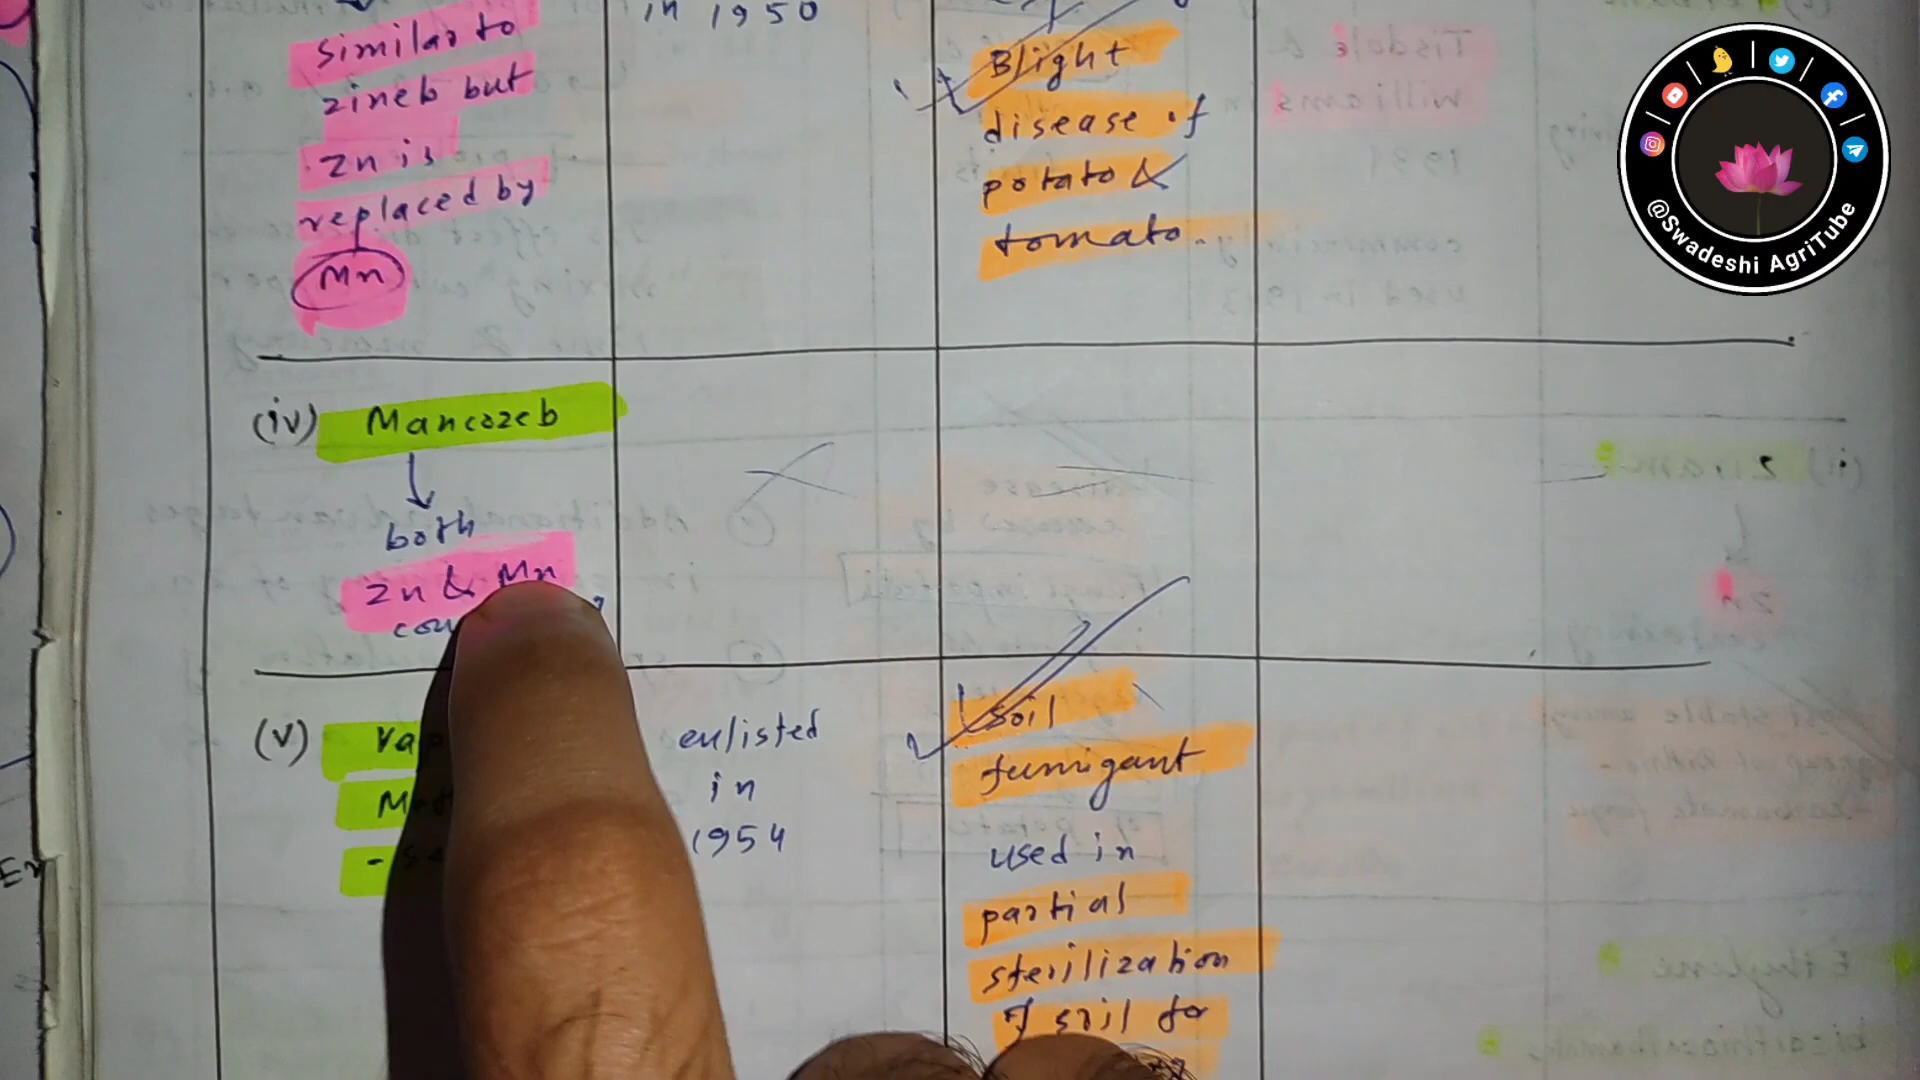 similar to
zineb but
Zn is
replaced by
Mn
in 1950
Blight
disease of
potato &
tomato.
(iv) Mancozeb
both
Zn & Mn
(v)
enlisted
in
1954
soil
fumigant
used in
partial
sterilization
of soil for
@Swadeshi AgriTube